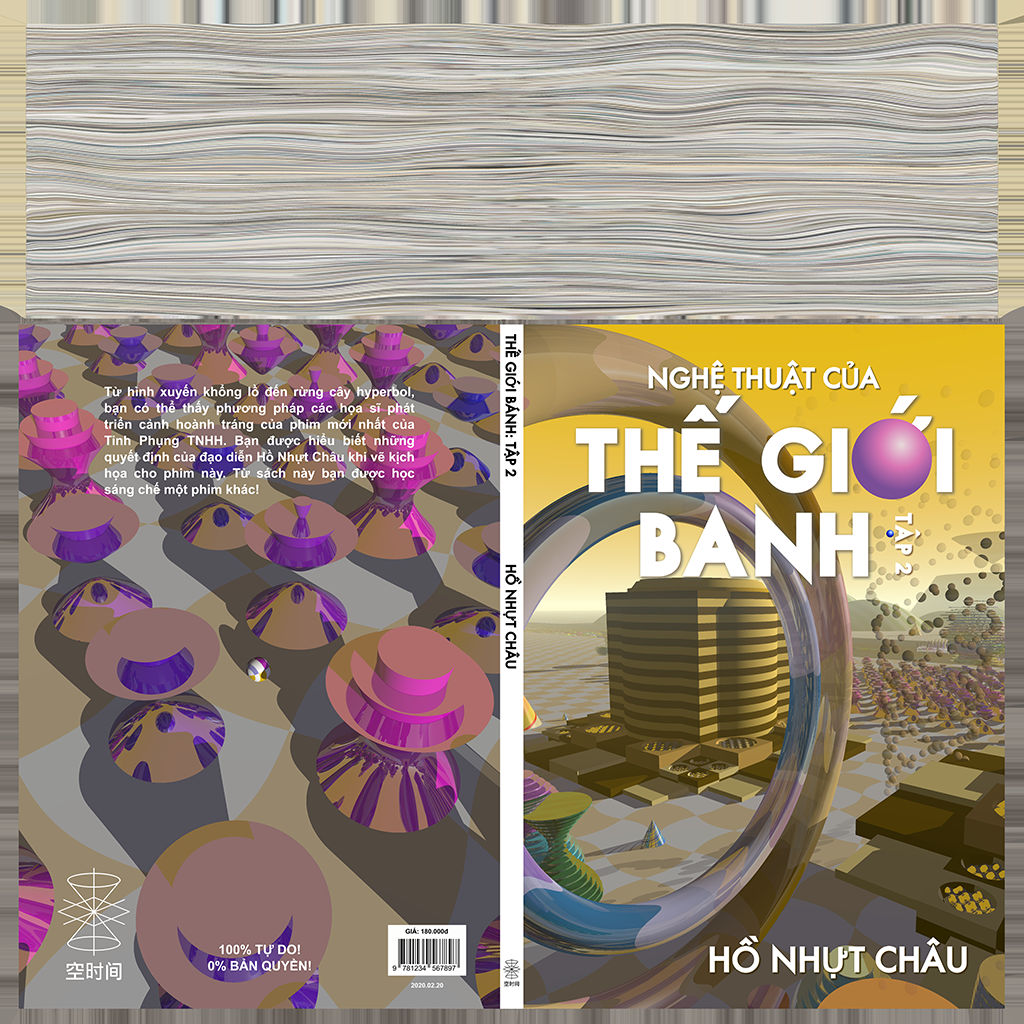 Từ hình xuyến khổng lồ đến rừng cây hyperbol,
bạn có thể thấy phương pháp các họa sĩ phát
triển cảnh hoành tráng của phim mới nhất của
Tinh Phụng TNHH. Bạn được hiểu biết những
quyết định của đạo diễn Hồ Nhựt Châu khi vẽ kịch
họa cho phim này. Từ sách này bạn được học
sáng chế một phim khác!
空时间
100% TỰ DO!
0% BẢN QUYỀN!
GIÁ: 180.000đ
9 781234 567897
2020.02.20
THẾ GIỚI BÁNH: TẬP 2
HỒ NHỰT CHÂU
空时间
NGHỆ THUẬT CỦA
THẾ GIỚI
BANH
TẬP 2
HỒ NHỰT CHÂU